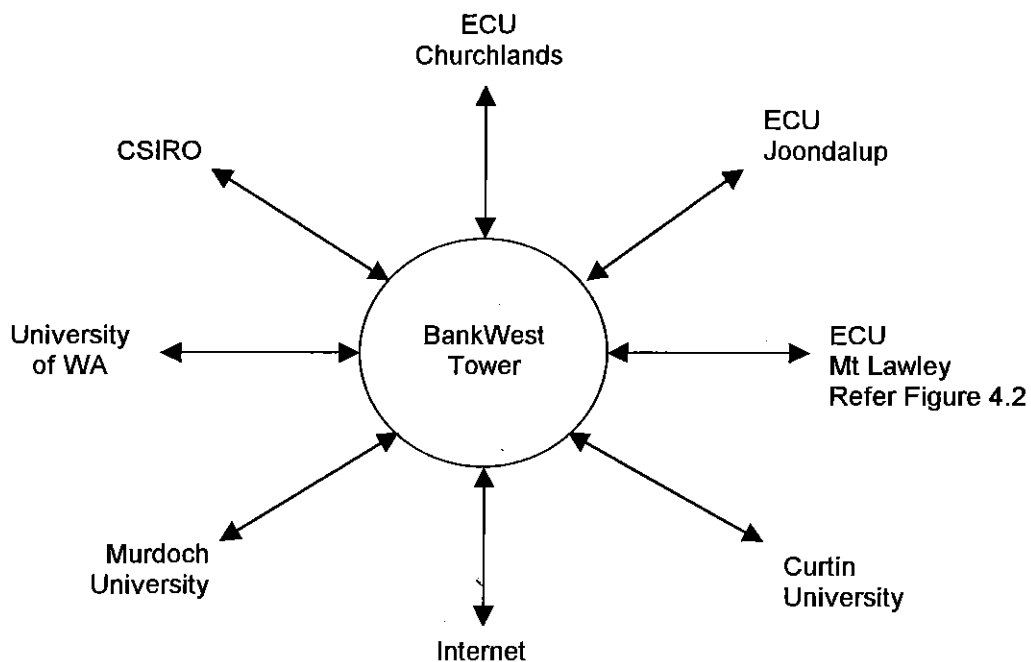 ECU
Churchlands
CSIRO
ECU
Joondalup
University
of WA
BankWest
Tower
ECU
Mt Lawley
Refer Figure 4.2
Murdoch
University
Curtin
University
Internet